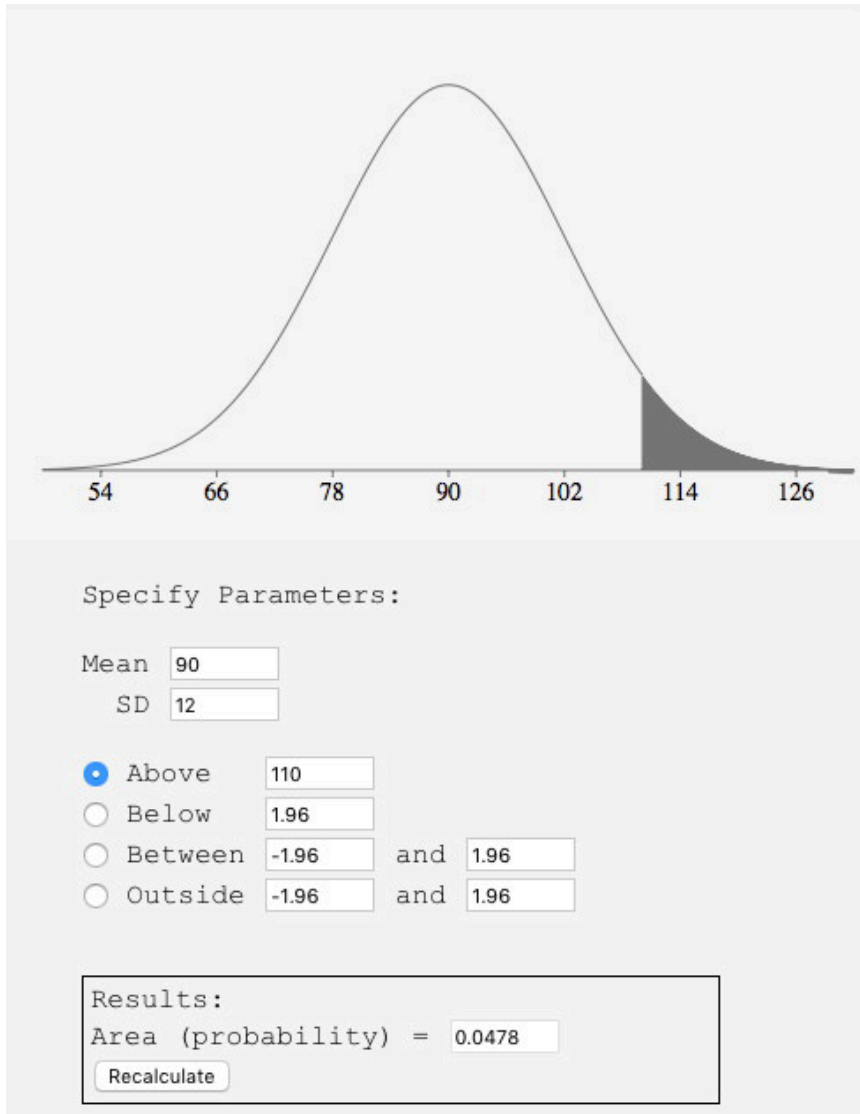 54 66 78 90 102 114 126
Specify Parameters:
Mean 90
SD 12
Above 110
Below 1.96
Between -1.96 and 1.96
Outside -1.96 and 1.96
Results:
Area (probability) = 0.0478
Recalculate